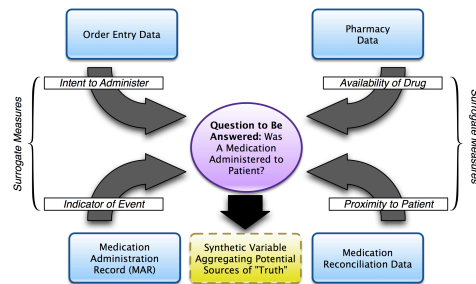 Order Entry Data
Pharmacy
Data
Intent to Administer
Availability of Drug
Surrogate Measures
Surrogate Measures
Question to Be
Answered: Was
A Medication
Administered to
Patient?
Indicator of Event
Proximity to Patient
Medication
Administration
Record (MAR)
Synthetic Variable
Aggregating Potential
Sources of "Truth"
Medication
Reconciliation Data